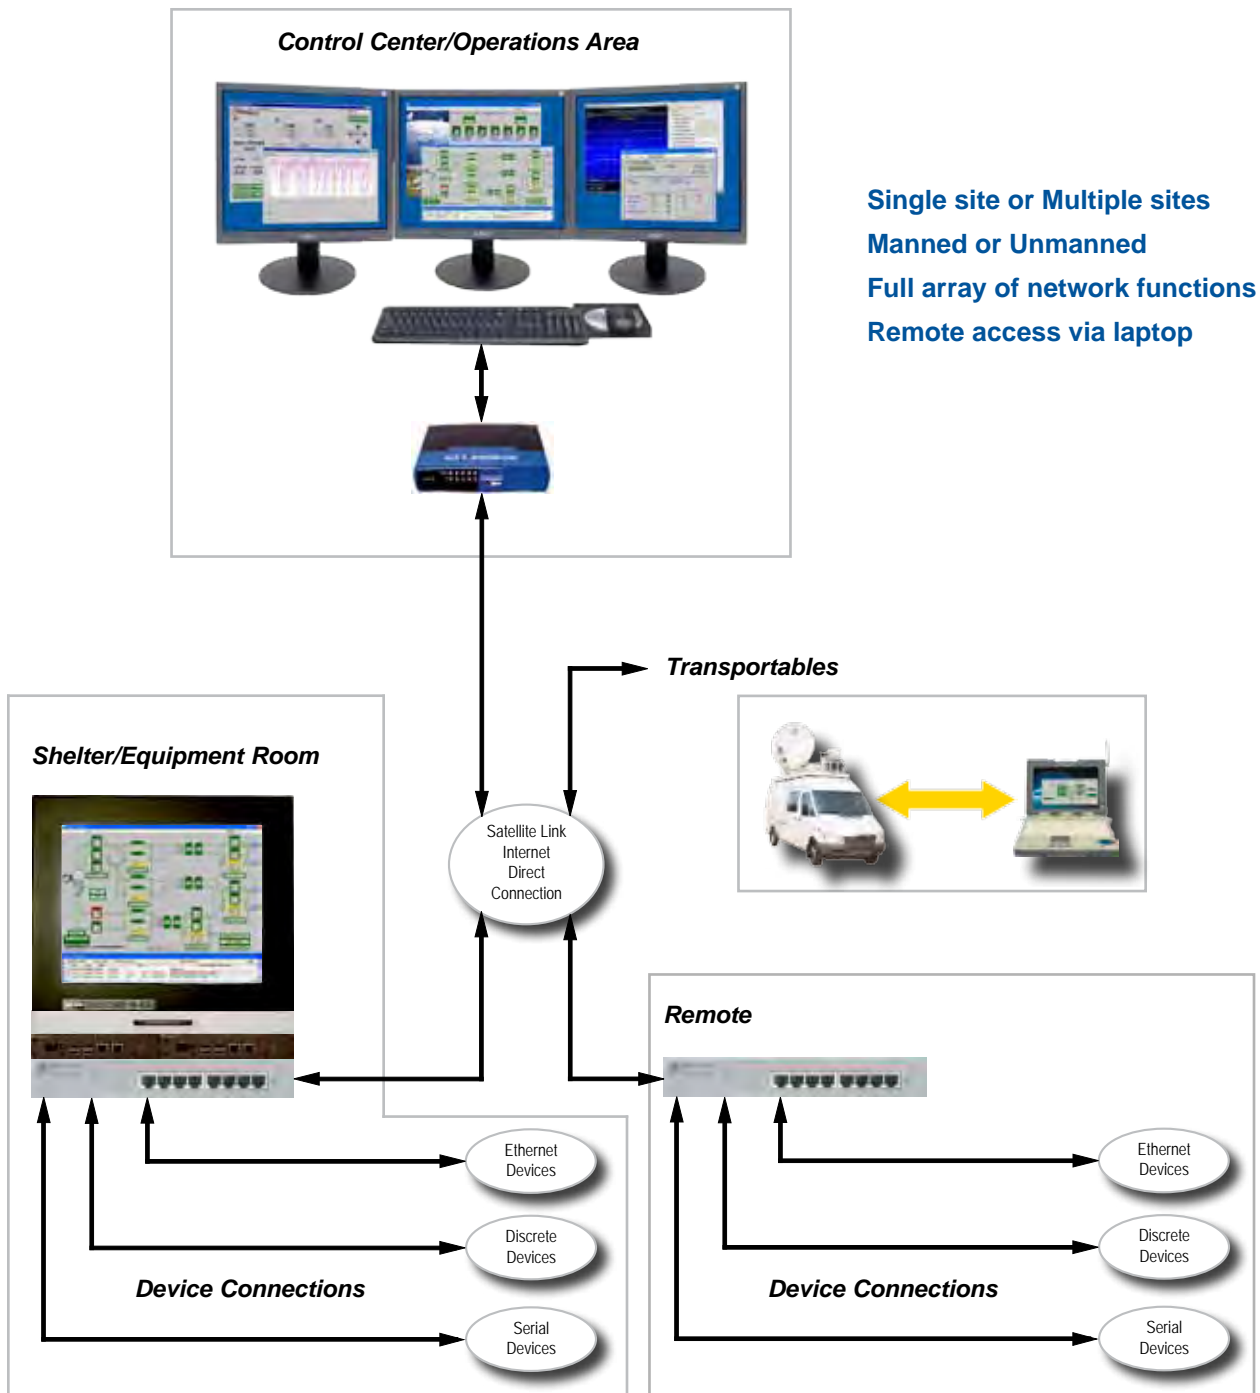 Control Center/Operations Area
Single site or Multiple sites
Manned or Unmanned
Full array of network functions
Remote access via laptop
Transportables
Shelter/Equipment Room
Satellite Link
Internet
Direct
Connection
Remote
Ethernet
Devices
Discrete
Devices
Device Connections
Serial
Devices
Ethernet
Devices
Discrete
Devices
Device Connections
Serial
Devices